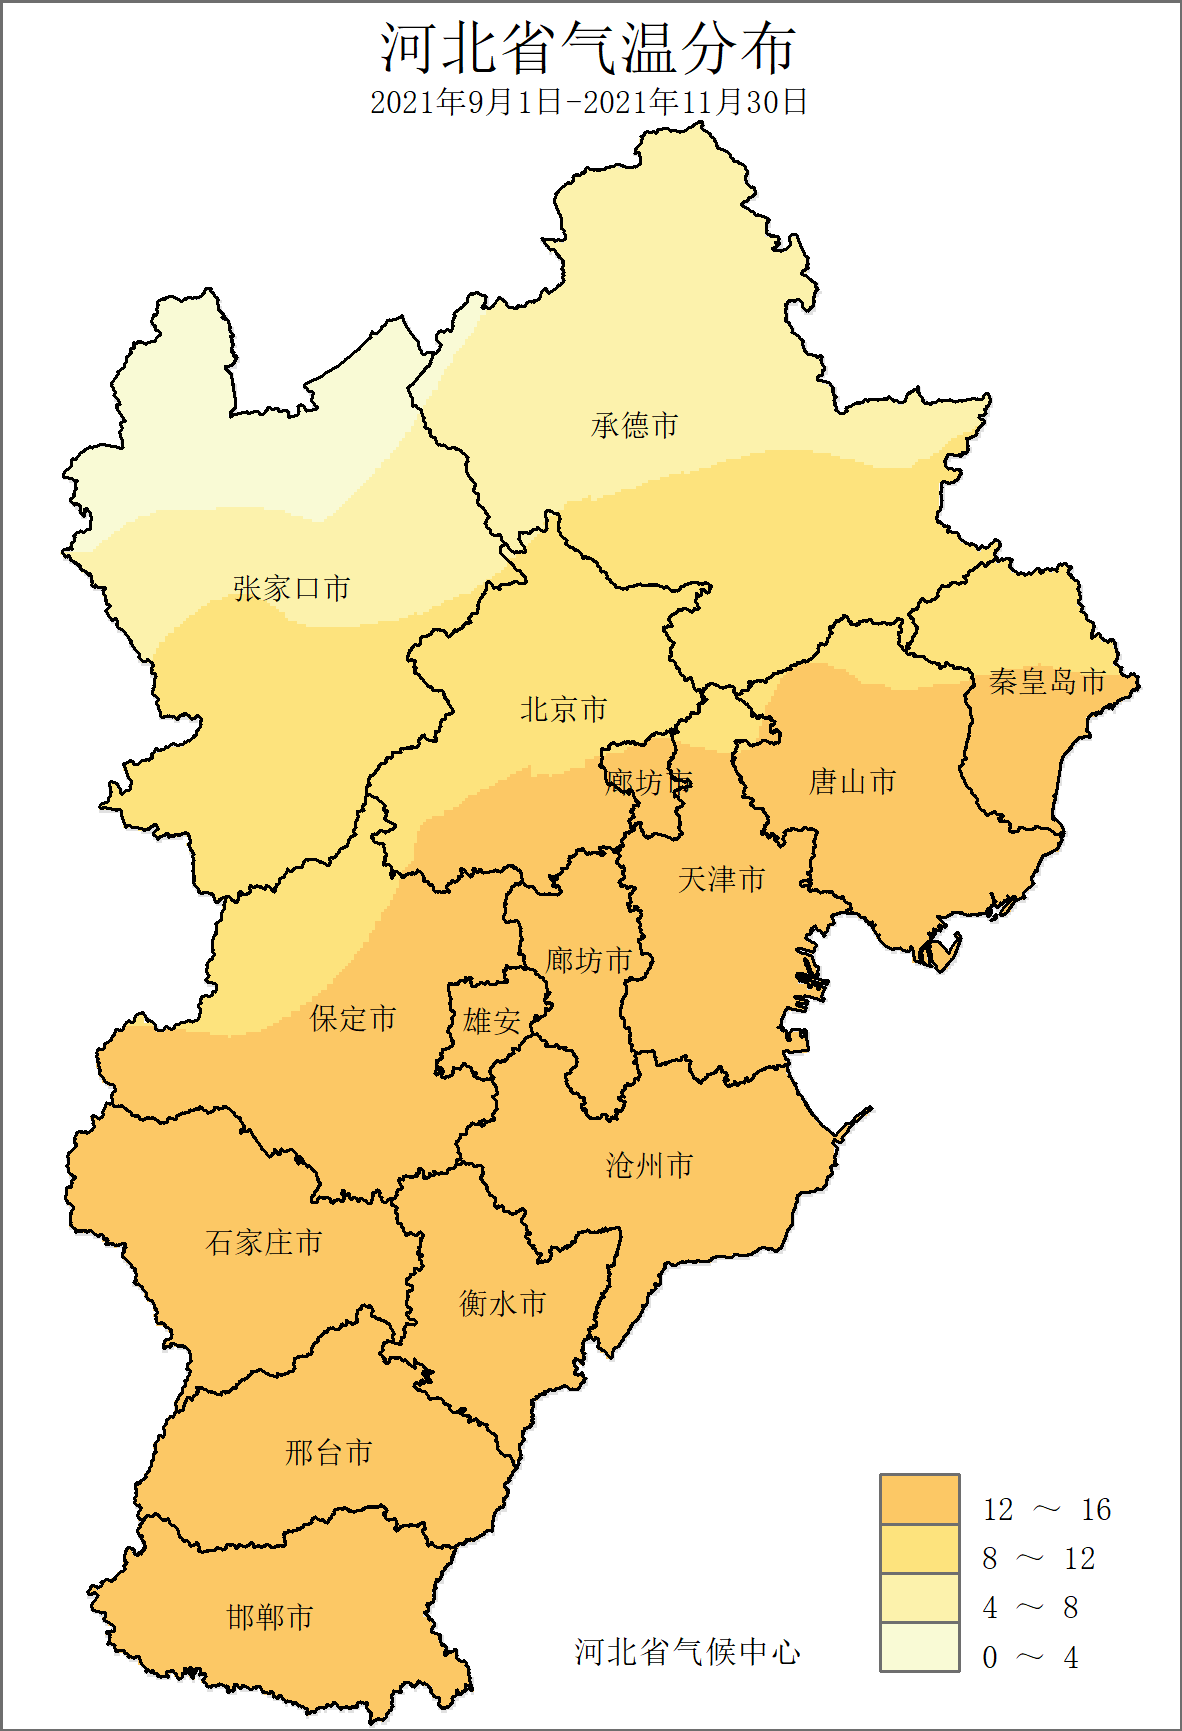 河北省气温分布
2021年9月1日-2021年11月30日
承德市
张家口市
秦皇岛市
北京市
廊坊市
唐山市
天津市
廊坊市
保定市
雄安
沧州市
石家庄市
衡水市
邢台市
12 ～ 16
8 ～ 12
4 ～ 8
邯郸市
河北省气候中心
0 ～ 4